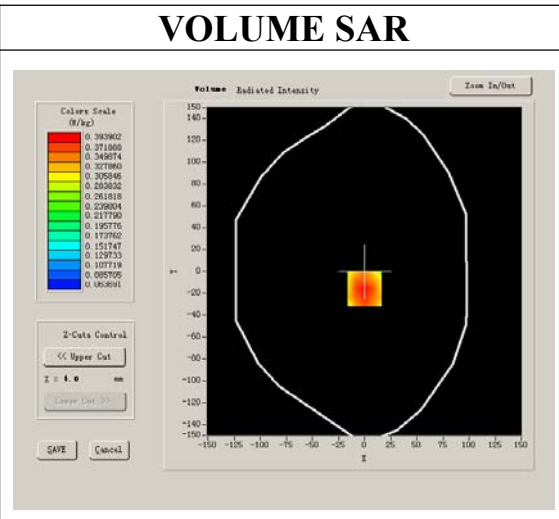 VOLUME SAR
Volume Radiated Intensity
Zoom In/Out
Colors Scale
(W/kg)
0.393902
0.371888
0.349874
0.327860
0.305846
0.283832
0.261818
0.239804
0.217790
0.195776
0.173762
0.151747
0.129733
0.107719
0.085705
0.063691
150
140
120
100
80
60
40
20
0
-20
-40
-60
-80
-100
-120
-140
-150
Y
-150 -125 -100 -75 -50 -25 0 25 50 75 100 125 150
X
Z-Cuts Control
<< Upper Cut
Z = 4.0 mm
Lower Cut >>
SAVE
Cancel